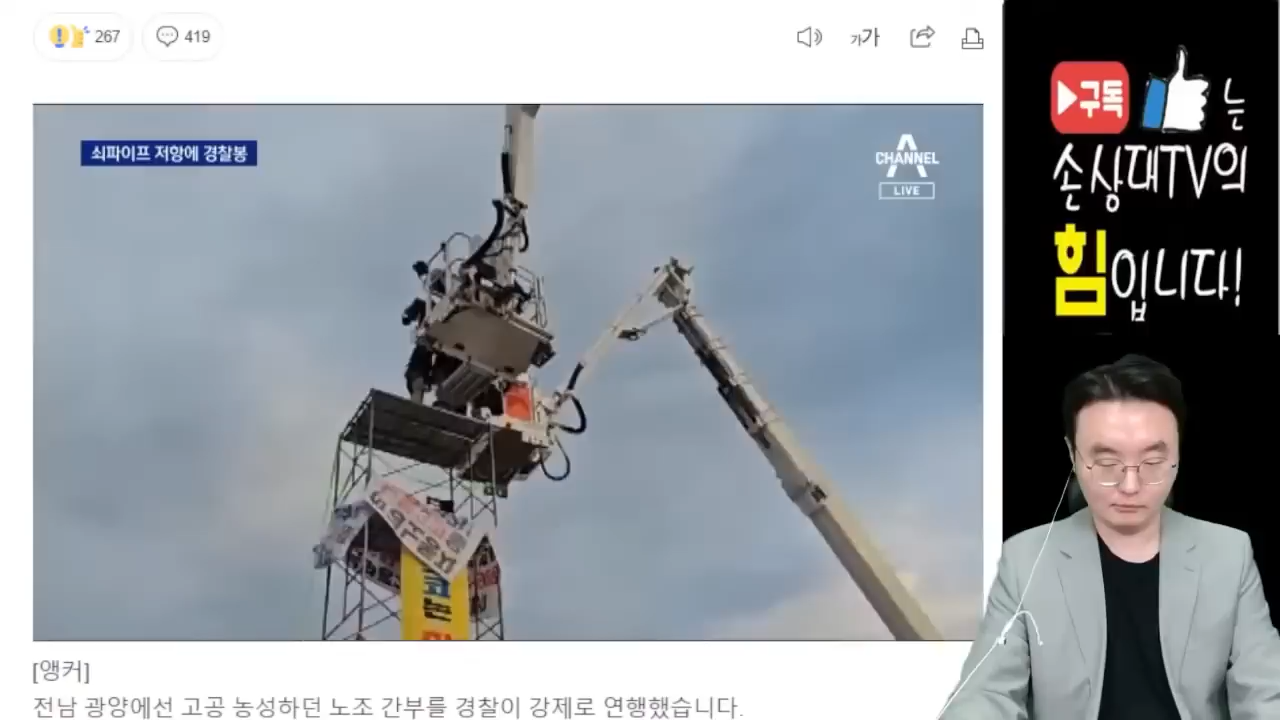 267
419
가가
쇠파이프 저항에 경찰봉
CHANNEL
LIVE
코는
[앵커]
전남 광양에선 고공 농성하던 노조 간부를 경찰이 강제로 연행했습니다.
구독
는
손상대TV의
힘입니다!